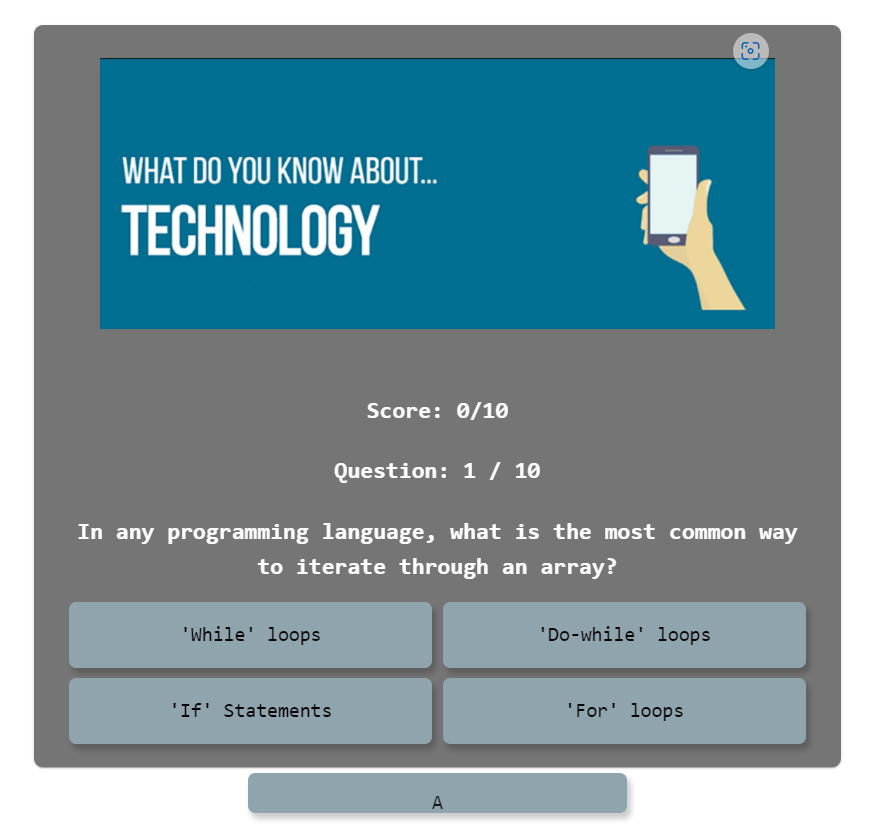 WHAT DO YOU KNOW ABOUT...
TECHNOLOGY
Score: 0/10
Question: 1 / 10
In any programming language, what is the most common way
to iterate through an array?
'While' loops
'Do-while' loops
'If' Statements
'For' loops
A